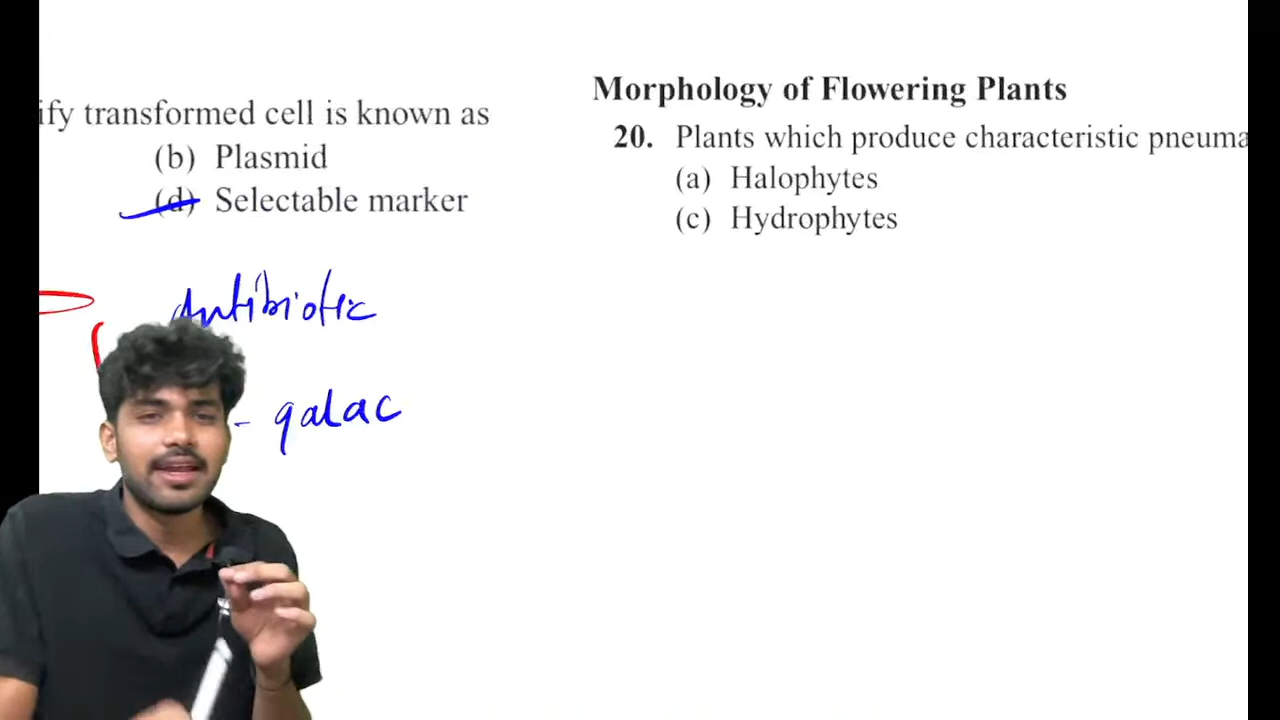 ify transformed cell is known as
(b) Plasmid
(d) Selectable marker
Antibiotic
- galac
Morphology of Flowering Plants
20. Plants which produce characteristic pneuma
(a) Halophytes
(c) Hydrophytes